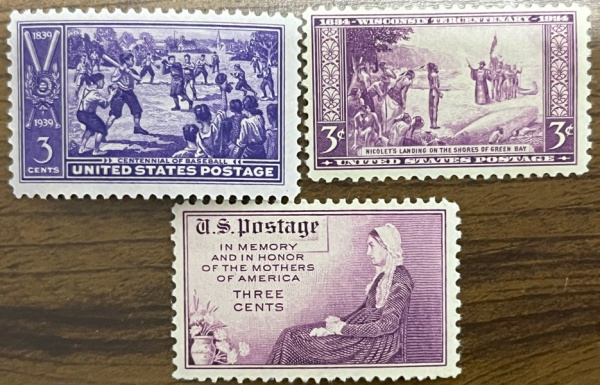 1839
1939
3
CENTS
CENTENNIAL OF BASEBALL
UNITED STATES POSTAGE
1634 - WISCONSIN TERCENTENARY - 1934
3¢
3¢
NICOLET'S LANDING ON THE SHORES OF GREEN BAY
UNITED STATES POSTAGE
U.S. Postage
IN MEMORY
AND IN HONOR
OF THE MOTHERS
OF AMERICA
THREE
CENTS